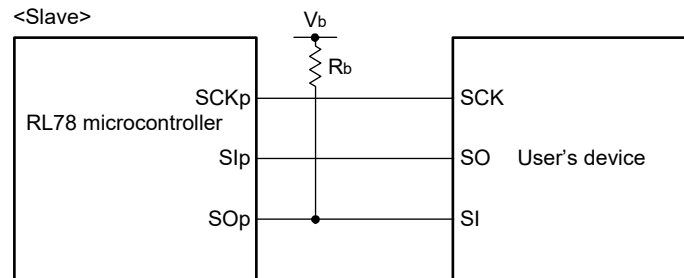 <Slave>
Vb
Rb
SCKp
SCK
RL78 microcontroller
SIp
SO
User's device
SOp
SI